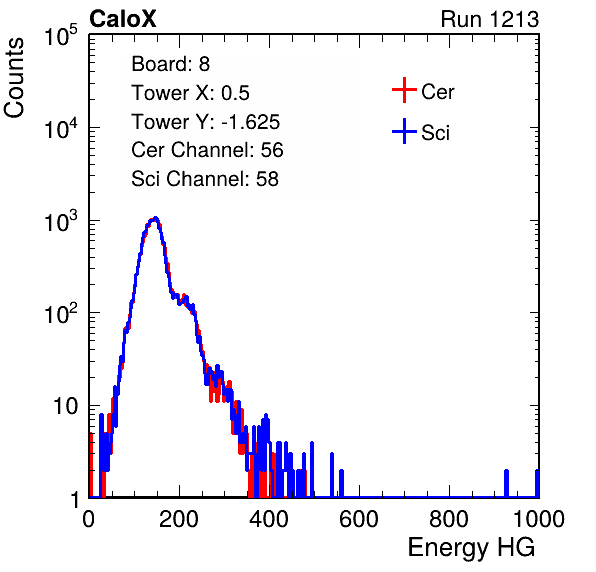 CaloX Run 1213
Counts
Board: 8
Tower X: 0.5
Tower Y: -1.625
Cer Channel: 56
Sci Channel: 58
Cer
Sci
10^5
10^4
10^3
10^2
10
1
0 200 400 600 800 1000
Energy HG